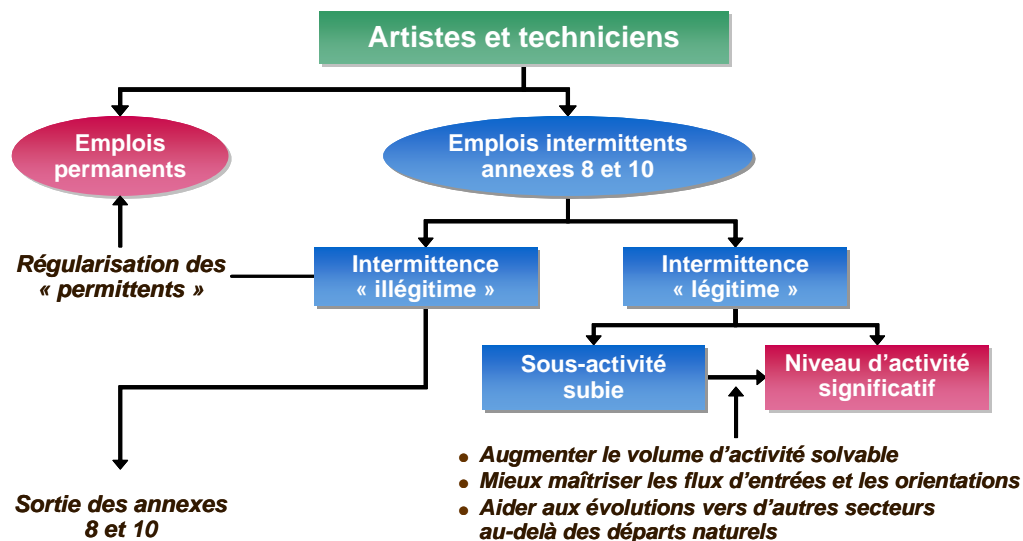 Artistes et techniciens
Emplois
permanents
Emplois intermittents
annexes 8 et 10
Régularisation des
« permittents »
Intermittence
« illégitime »
Intermittence
« légitime »
Sous-activité
subie
Niveau d’activité
significatif
Sortie des annexes
8 et 10
● Augmenter le volume d’activité solvable
● Mieux maîtriser les flux d’entrées et les orientations
● Aider aux évolutions vers d’autres secteurs
au-delà des départs naturels